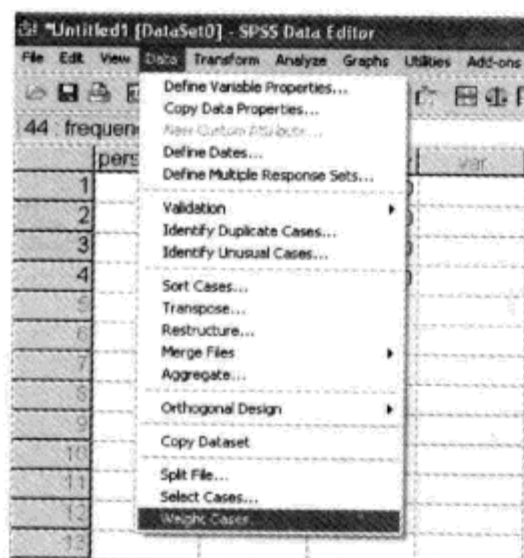 *Untitled1 [DataSet0] - SPSS Data Editor
File Edit View Data Transform Analyze Graphs Utilities Add-ons
44 : frequen
pers
var
Define Variable Properties...
Copy Data Properties...
New Custom Attribute...
Define Dates...
Define Multiple Response Sets...
Validation
Identify Duplicate Cases...
Identify Unusual Cases...
Sort Cases...
Transpose...
Restructure...
Merge Files
Aggregate...
Orthogonal Design
Copy Dataset
Split File...
Select Cases...
Weight Cases...
1
2
3
4
5
6
7
8
9
10
11
12
13